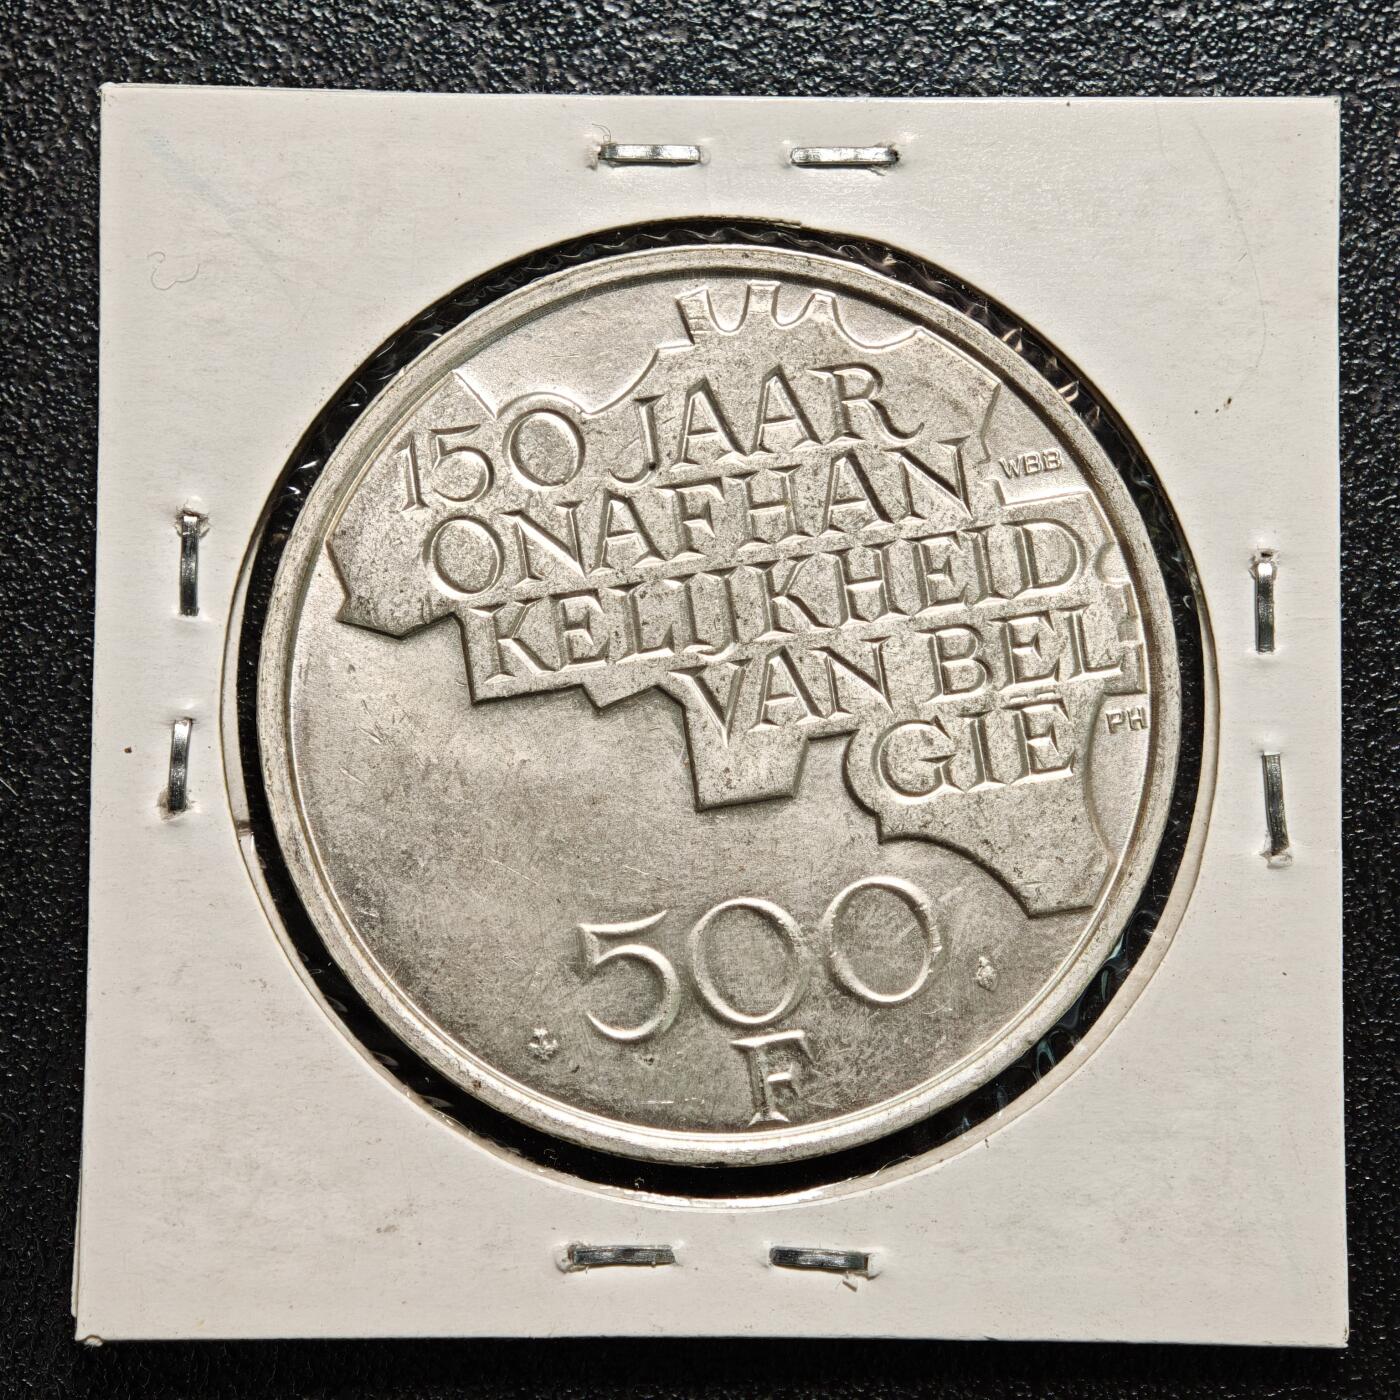 150 JAAR
ONAFHAN
KELIJKHEID
VAN BEL
GIË
WBB
PH
500
F